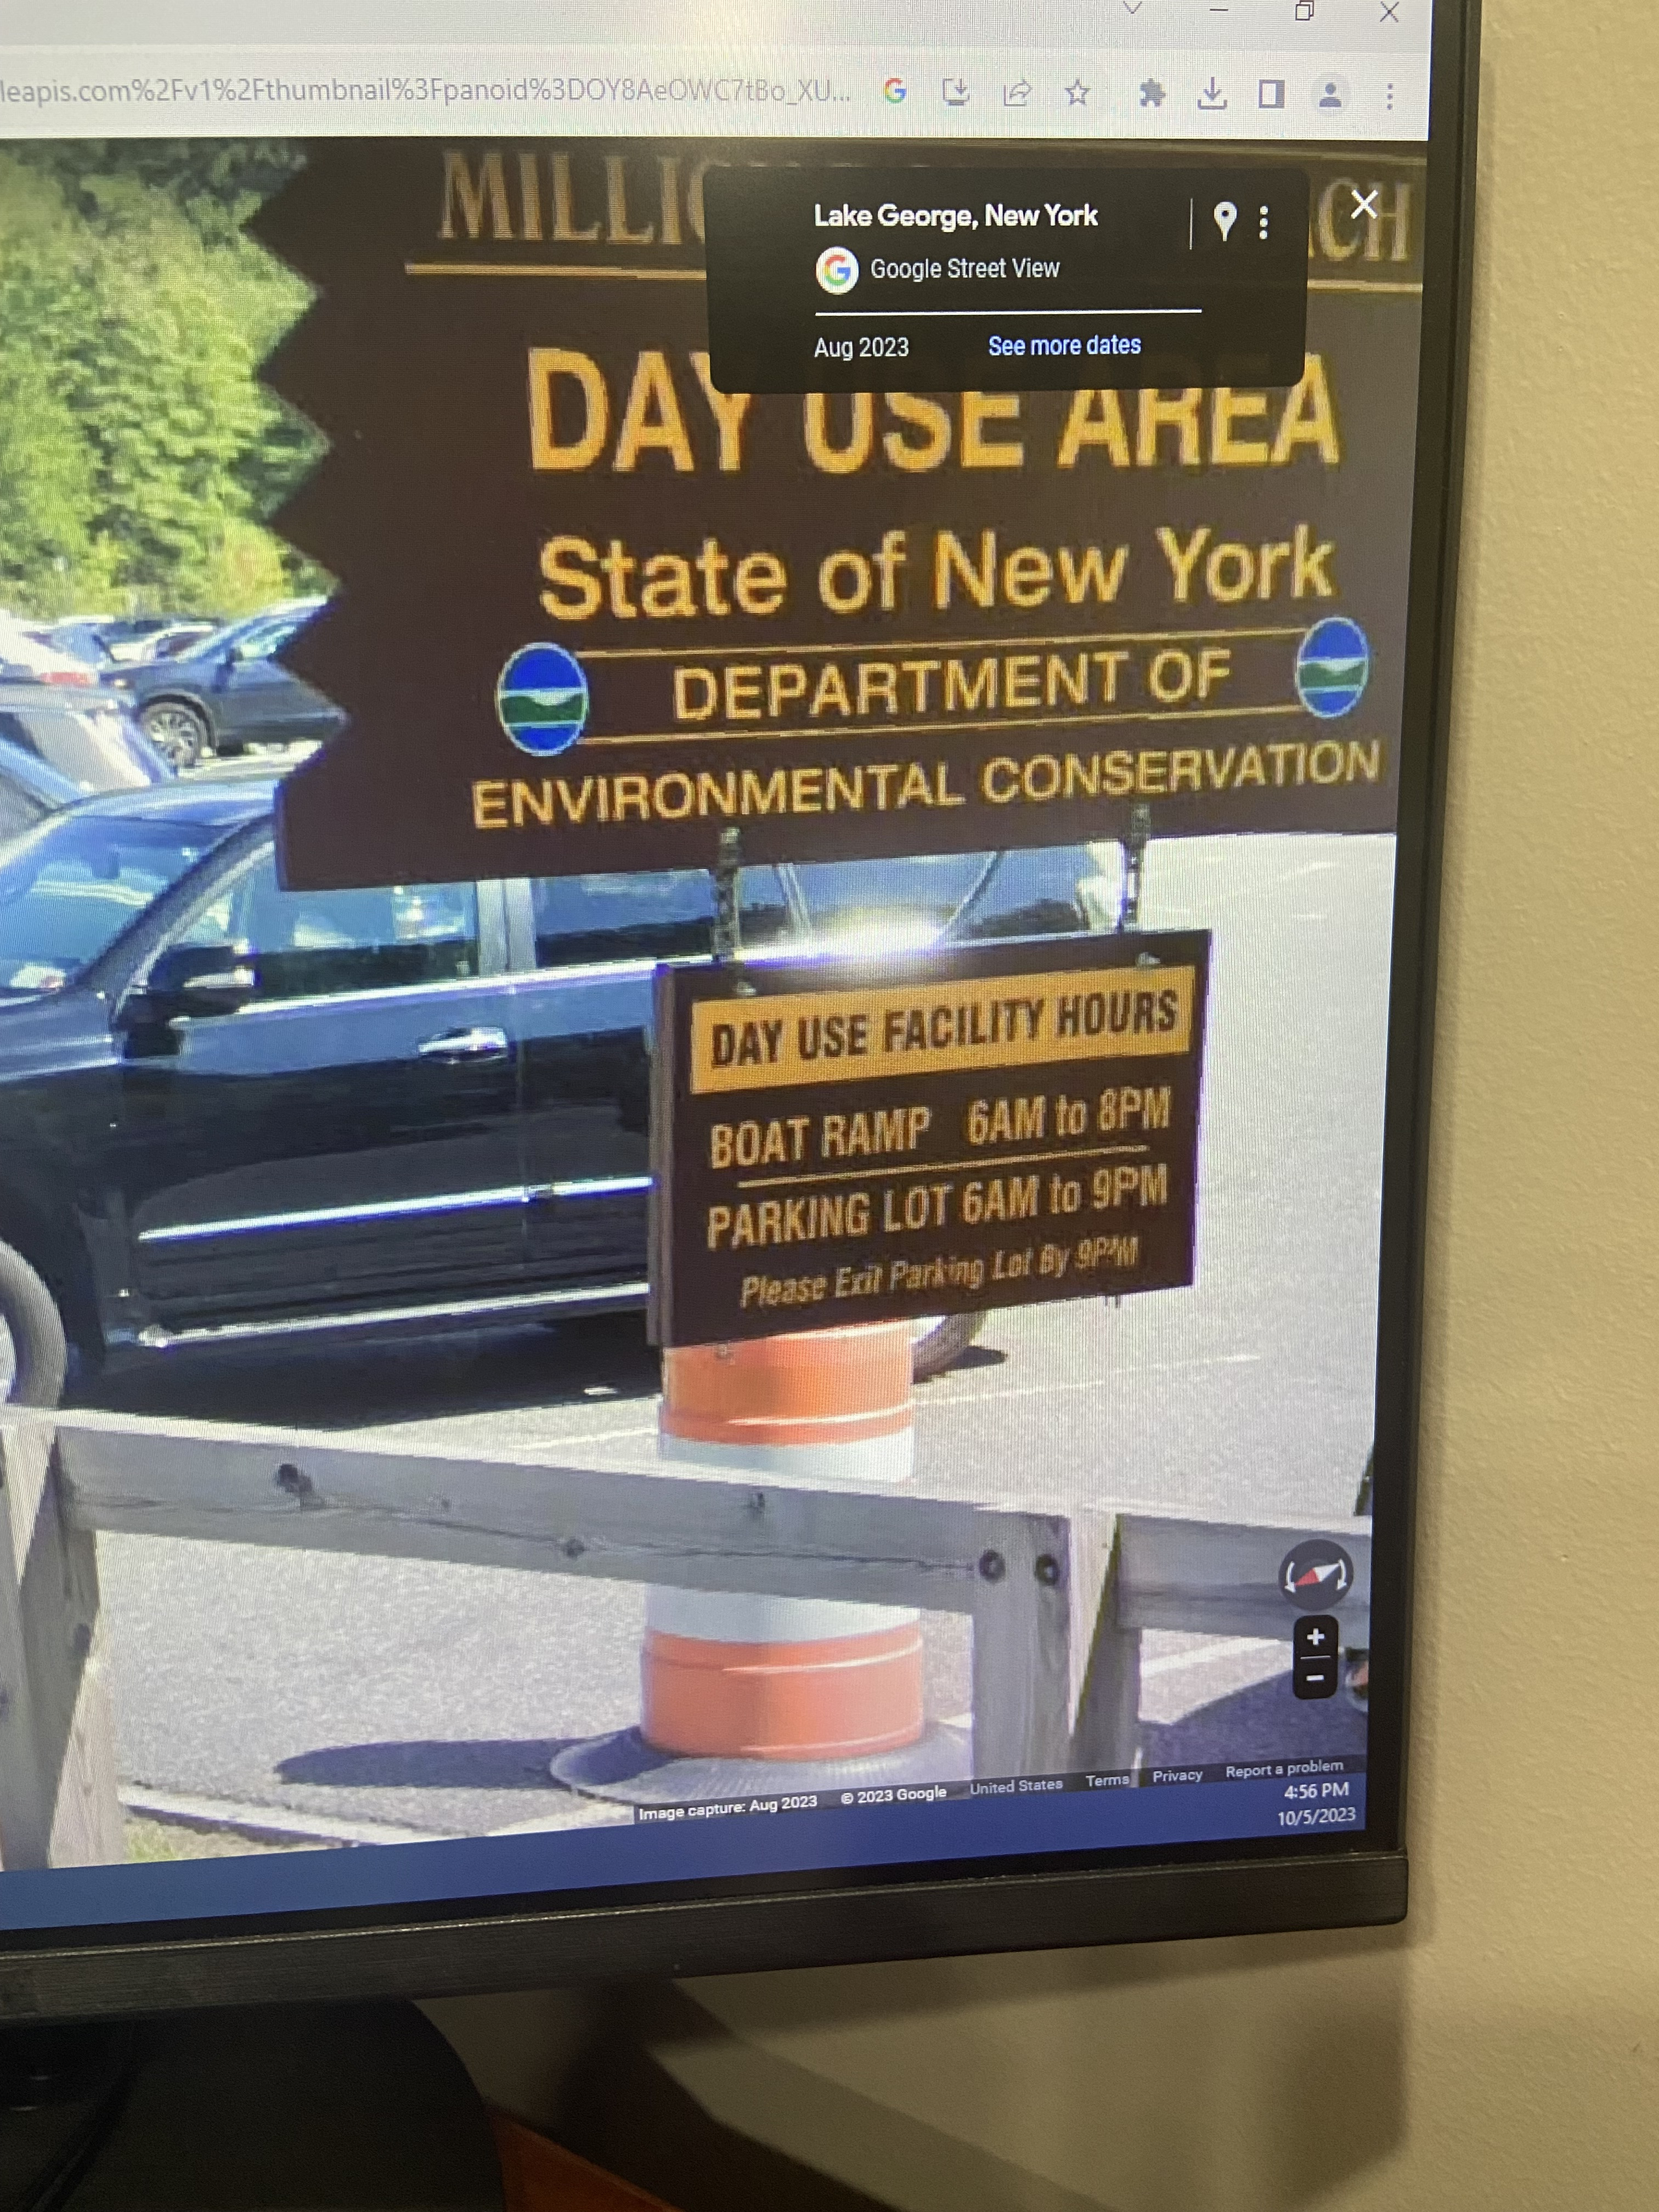 leapis.com%2Fv1%2Fthumbnail%3Fpanoid%3DOY8AeOWC7tBo_XU...
MILLI
CH
Lake George, New York
Google Street View
Aug 2023 See more dates
DAY USE AREA
State of New York
DEPARTMENT OF
ENVIRONMENTAL CONSERVATION
DAY USE FACILITY HOURS
BOAT RAMP 6AM to 8PM
PARKING LOT 6AM to 9PM
Please Exit Parking Lot By 9PM
Image capture: Aug 2023 © 2023 Google United States Terms Privacy Report a problem
4:56 PM
10/5/2023